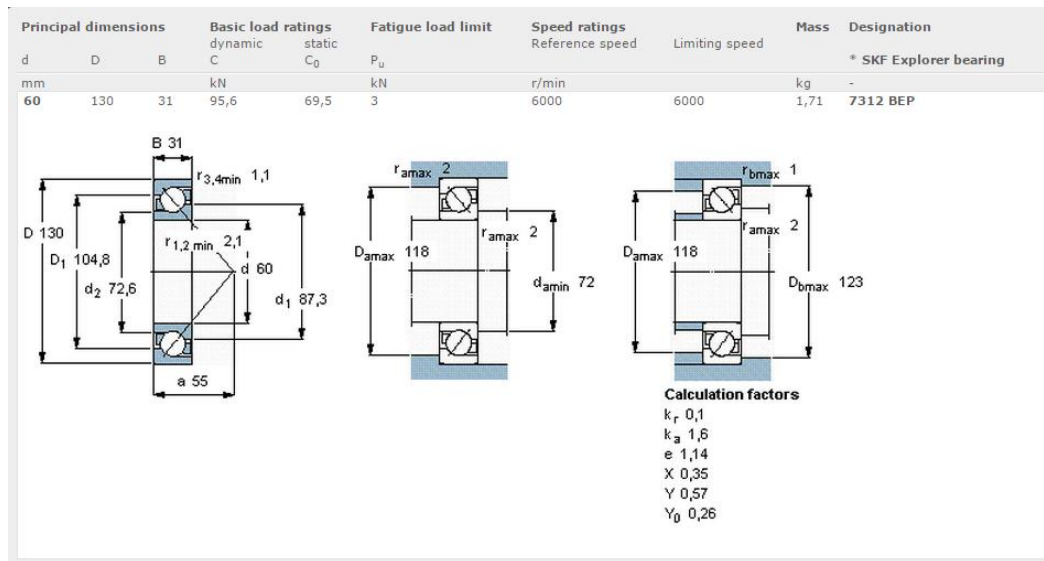 Principal dimensions Basic load ratings Fatigue load limit Speed ratings Mass Designation
dynamic static Reference speed Limiting speed
d D B C C0 Pu * SKF Explorer bearing
mm kN kN r/min kg -
60 130 31 95,6 69,5 3 6000 6000 1,71 7312 BEP
B 31
r3,4min 1,1
D 130
D1 104,8
r1,2 min 2,1
d 60
d2 72,6
d1 87,3
a 55
ramax 2
ramax 2
Damax 118
damin 72
rbmax 1
ramax 2
Damax 118
Dbmax 123
Calculation factors
kr 0,1
ka 1,6
e 1,14
X 0,35
Y 0,57
Y0 0,26